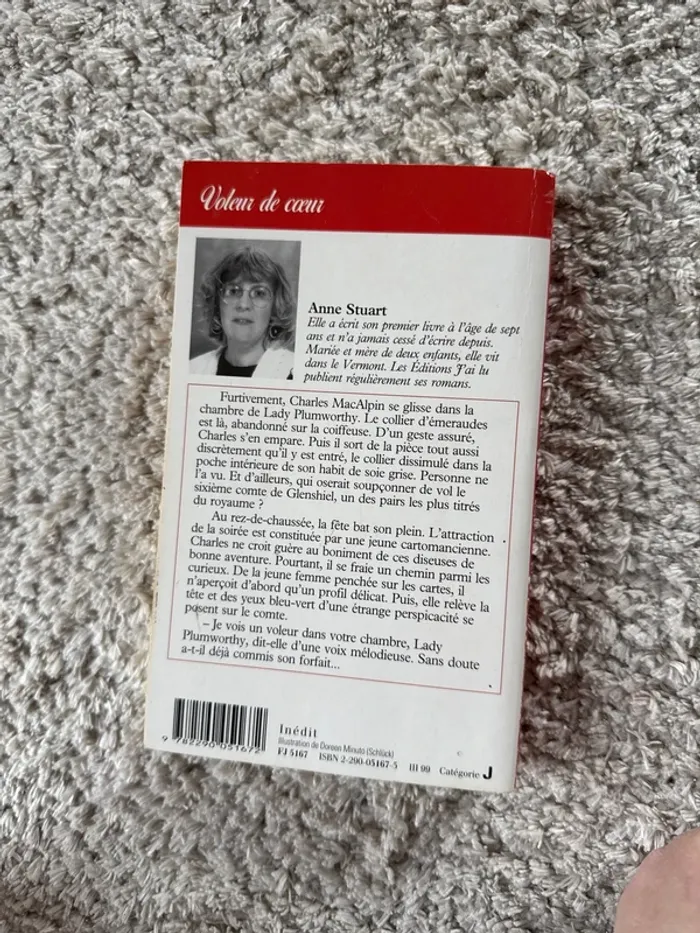 Voleur de cœur
Anne Stuart
Elle a écrit son premier livre à l'âge de sept
ans et n'a jamais cessé d'écrire depuis.
Mariée et mère de deux enfants, elle vit
dans le Vermont. Les Éditions J'ai lu
publient régulièrement ses romans.
Furtivement, Charles MacAlpin se glisse dans la
chambre de Lady Plumworthy. Le collier d'émeraudes
est là, abandonné sur la coiffeuse. D'un geste assuré,
Charles s'en empare. Puis il sort de la pièce tout aussi
discrètement qu'il y est entré, le collier dissimulé dans la
poche intérieure de son habit de soie grise. Personne ne
l'a vu. Et d'ailleurs, qui oserait soupçonner de vol le
sixième comte de Glenshiel, un des pairs les plus titrés
du royaume ?
Au rez-de-chaussée, la fête bat son plein. L'attraction
de la soirée est constituée par une jeune cartomancienne.
Charles ne croit guère au boniment de ces diseuses de
bonne aventure. Pourtant, il se fraie un chemin parmi les
curieux. De la jeune femme penchée sur les cartes, il
n'aperçoit d'abord qu'un profil délicat. Puis, elle relève la
tête et des yeux bleu-vert d'une étrange perspicacité se
posent sur le comte.
– Je vois un voleur dans votre chambre, Lady
Plumworthy, dit-elle d'une voix mélodieuse. Sans doute
a-t-il déjà commis son forfait...
9 782290 051672
Inédit
Illustration de Doreen Minuto (Schlück)
FJ 5167 ISBN 2-290-05167-5 III 99 Catégorie J